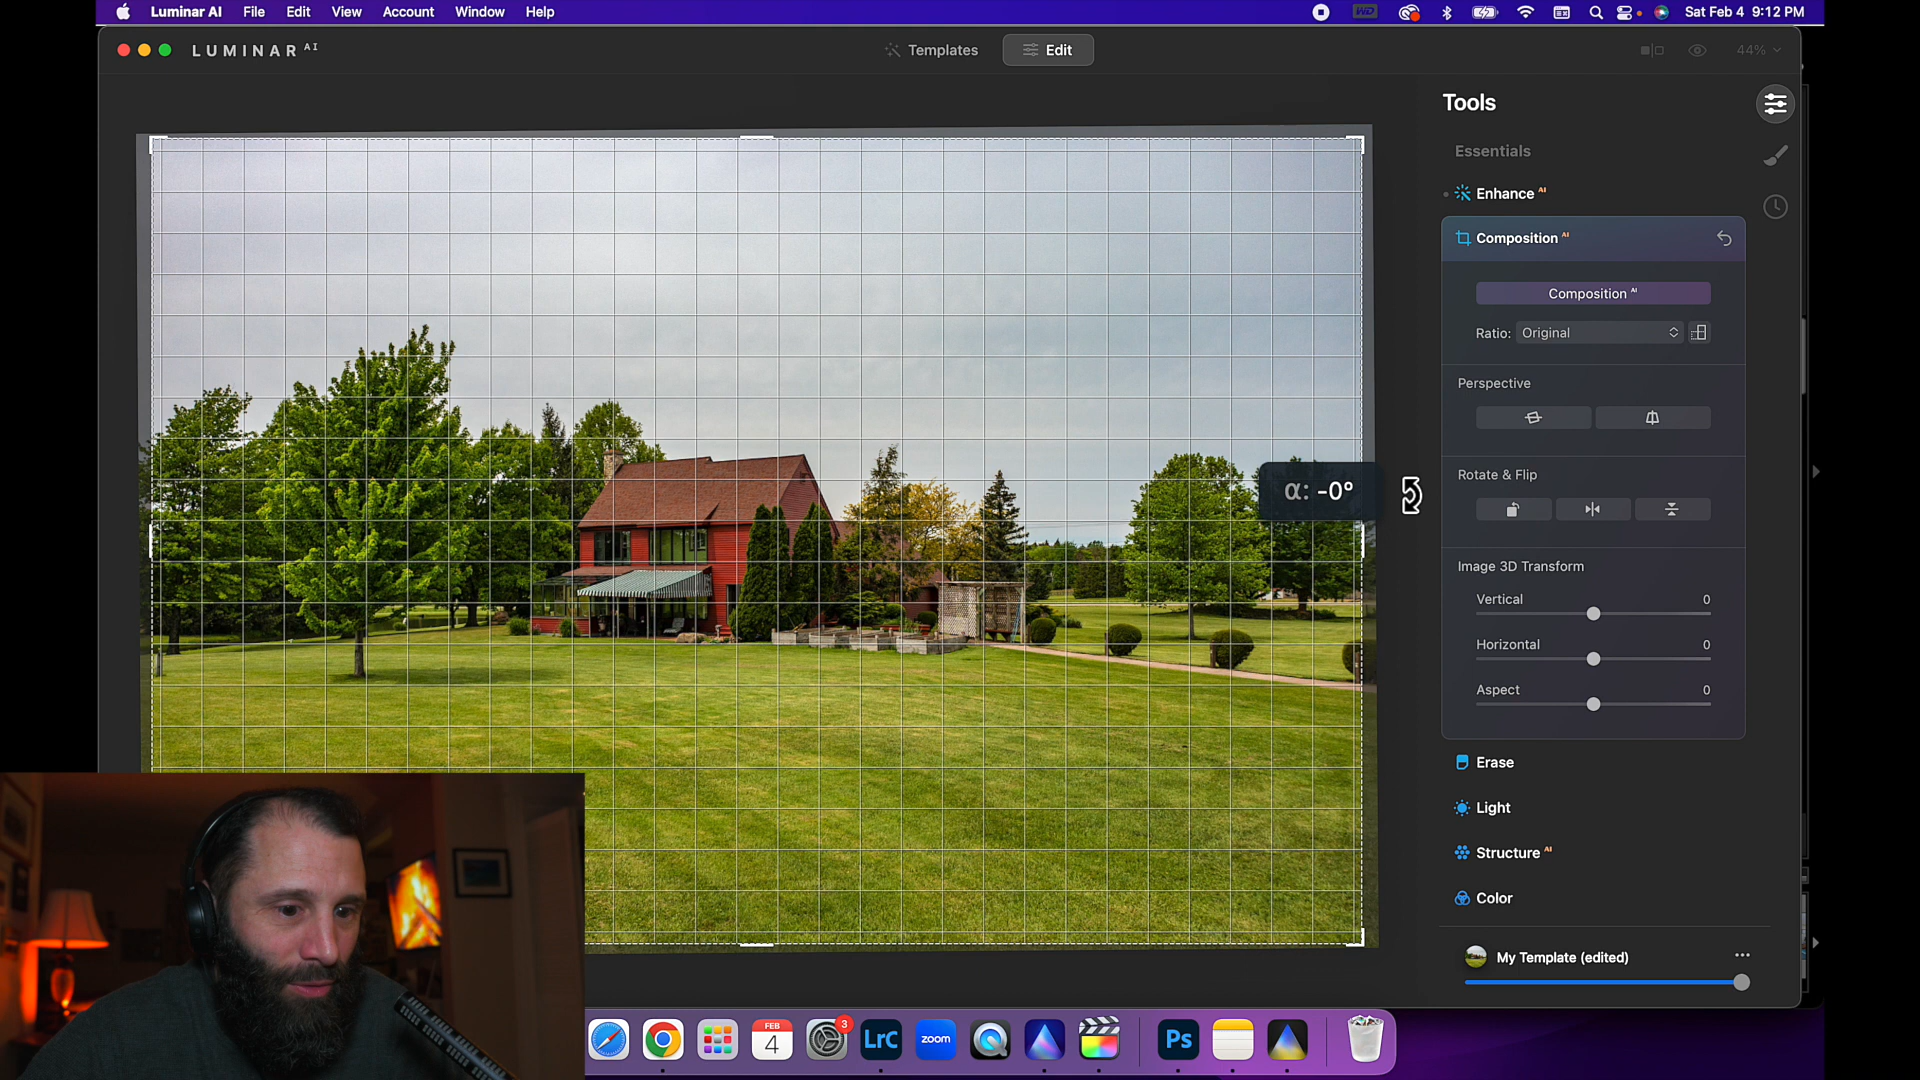 Luminar AI File Edit View Account Window Help
WD
Sat Feb 4 9:12 PM
LUMINAR AI
Templates
Edit
44%
Tools
Essentials
Enhance AI
Composition AI
Composition AI
Ratio: Original
Perspective
α: -0°
Rotate & Flip
Image 3D Transform
Vertical 0
Horizontal 0
Aspect 0
Erase
Light
Structure AI
Color
My Template (edited)
FEB
4
3
LrC
zoom
Ps